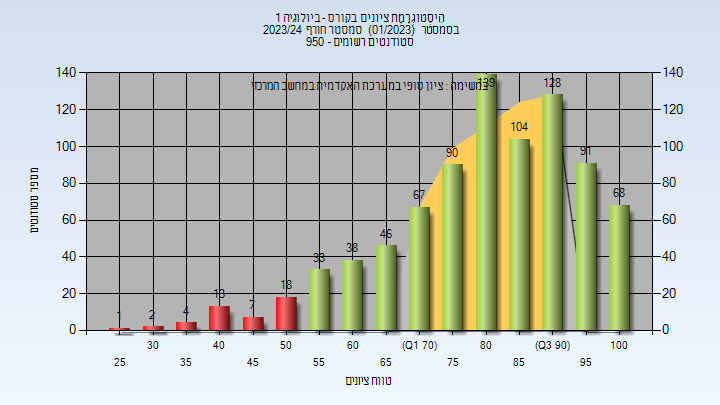 היסטוגרמת ציונים בקורס - ביולוגיה 1
בסמסטר (01/2023) סמסטר חורף 2023/24
סטודנטים רשומים - 950
במשימה : ציון סופי במערכת האקדמית במחשב המרכזי
140 139 128 140
120 104 120
100 90 91 100
80 67 68 80
60 46 60
40 33 38 40
20 1 2 4 13 7 18 20
0 0
30 40 50 60 (Q1 70) 80 (Q3 90) 100
25 35 45 55 65 75 85 95
טווח ציונים
מספר סטודנטים